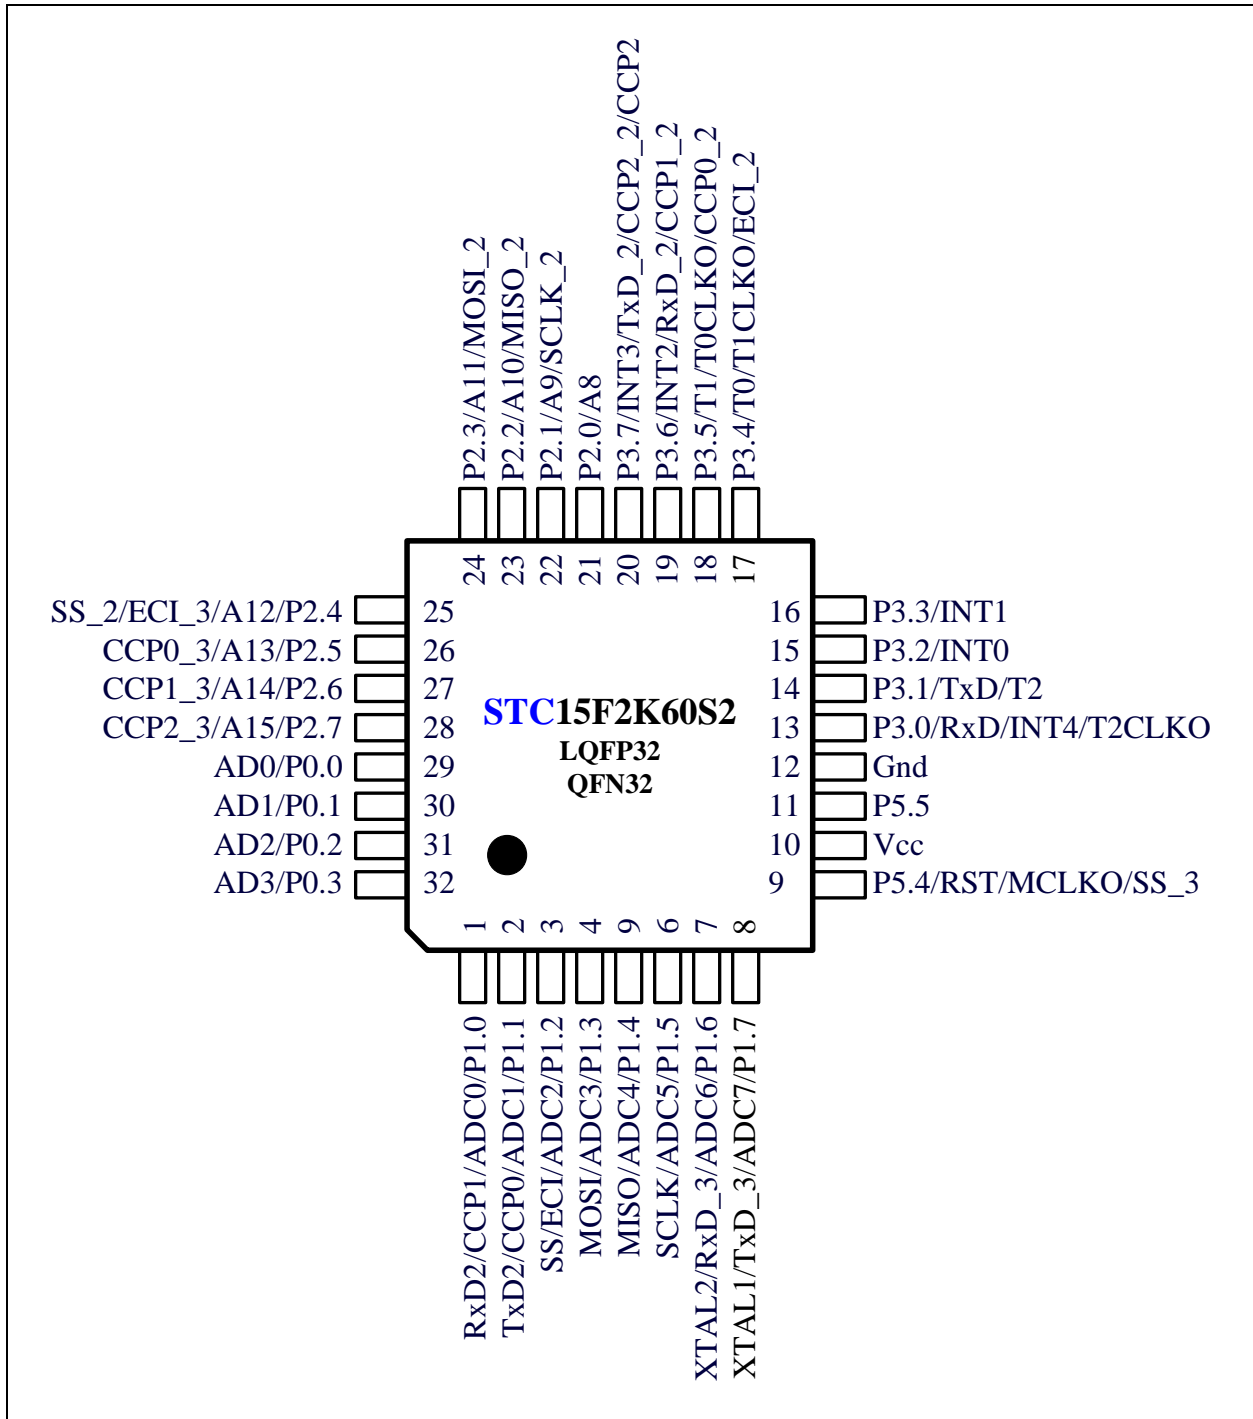 P2.3/A11/MOSI_2
P2.2/A10/MISO_2
P2.1/A9/SCLK_2
P2.0/A8
P3.7/INT3/TxD_2/CCP2_2/CCP2
P3.6/INT2/RxD_2/CCP1_2
P3.5/T1/T0CLKO/CCP0_2
P3.4/T0/T1CLKO/ECI_2
24
23
22
21
20
19
18
17
SS_2/ECI_3/A12/P2.4
25
CCP0_3/A13/P2.5
26
CCP1_3/A14/P2.6
27
CCP2_3/A15/P2.7
28
AD0/P0.0
29
AD1/P0.1
30
AD2/P0.2
31
AD3/P0.3
32
STC15F2K60S2
LQFP32
QFN32
16
P3.3/INT1
15
P3.2/INT0
14
P3.1/TxD/T2
13
P3.0/RxD/INT4/T2CLKO
12
Gnd
11
P5.5
10
Vcc
9
P5.4/RST/MCLKO/SS_3
1
2
3
4
9
6
7
8
RxD2/CCP1/ADC0/P1.0
TxD2/CCP0/ADC1/P1.1
SS/ECI/ADC2/P1.2
MOSI/ADC3/P1.3
MISO/ADC4/P1.4
SCLK/ADC5/P1.5
XTAL2/RxD_3/ADC6/P1.6
XTAL1/TxD_3/ADC7/P1.7